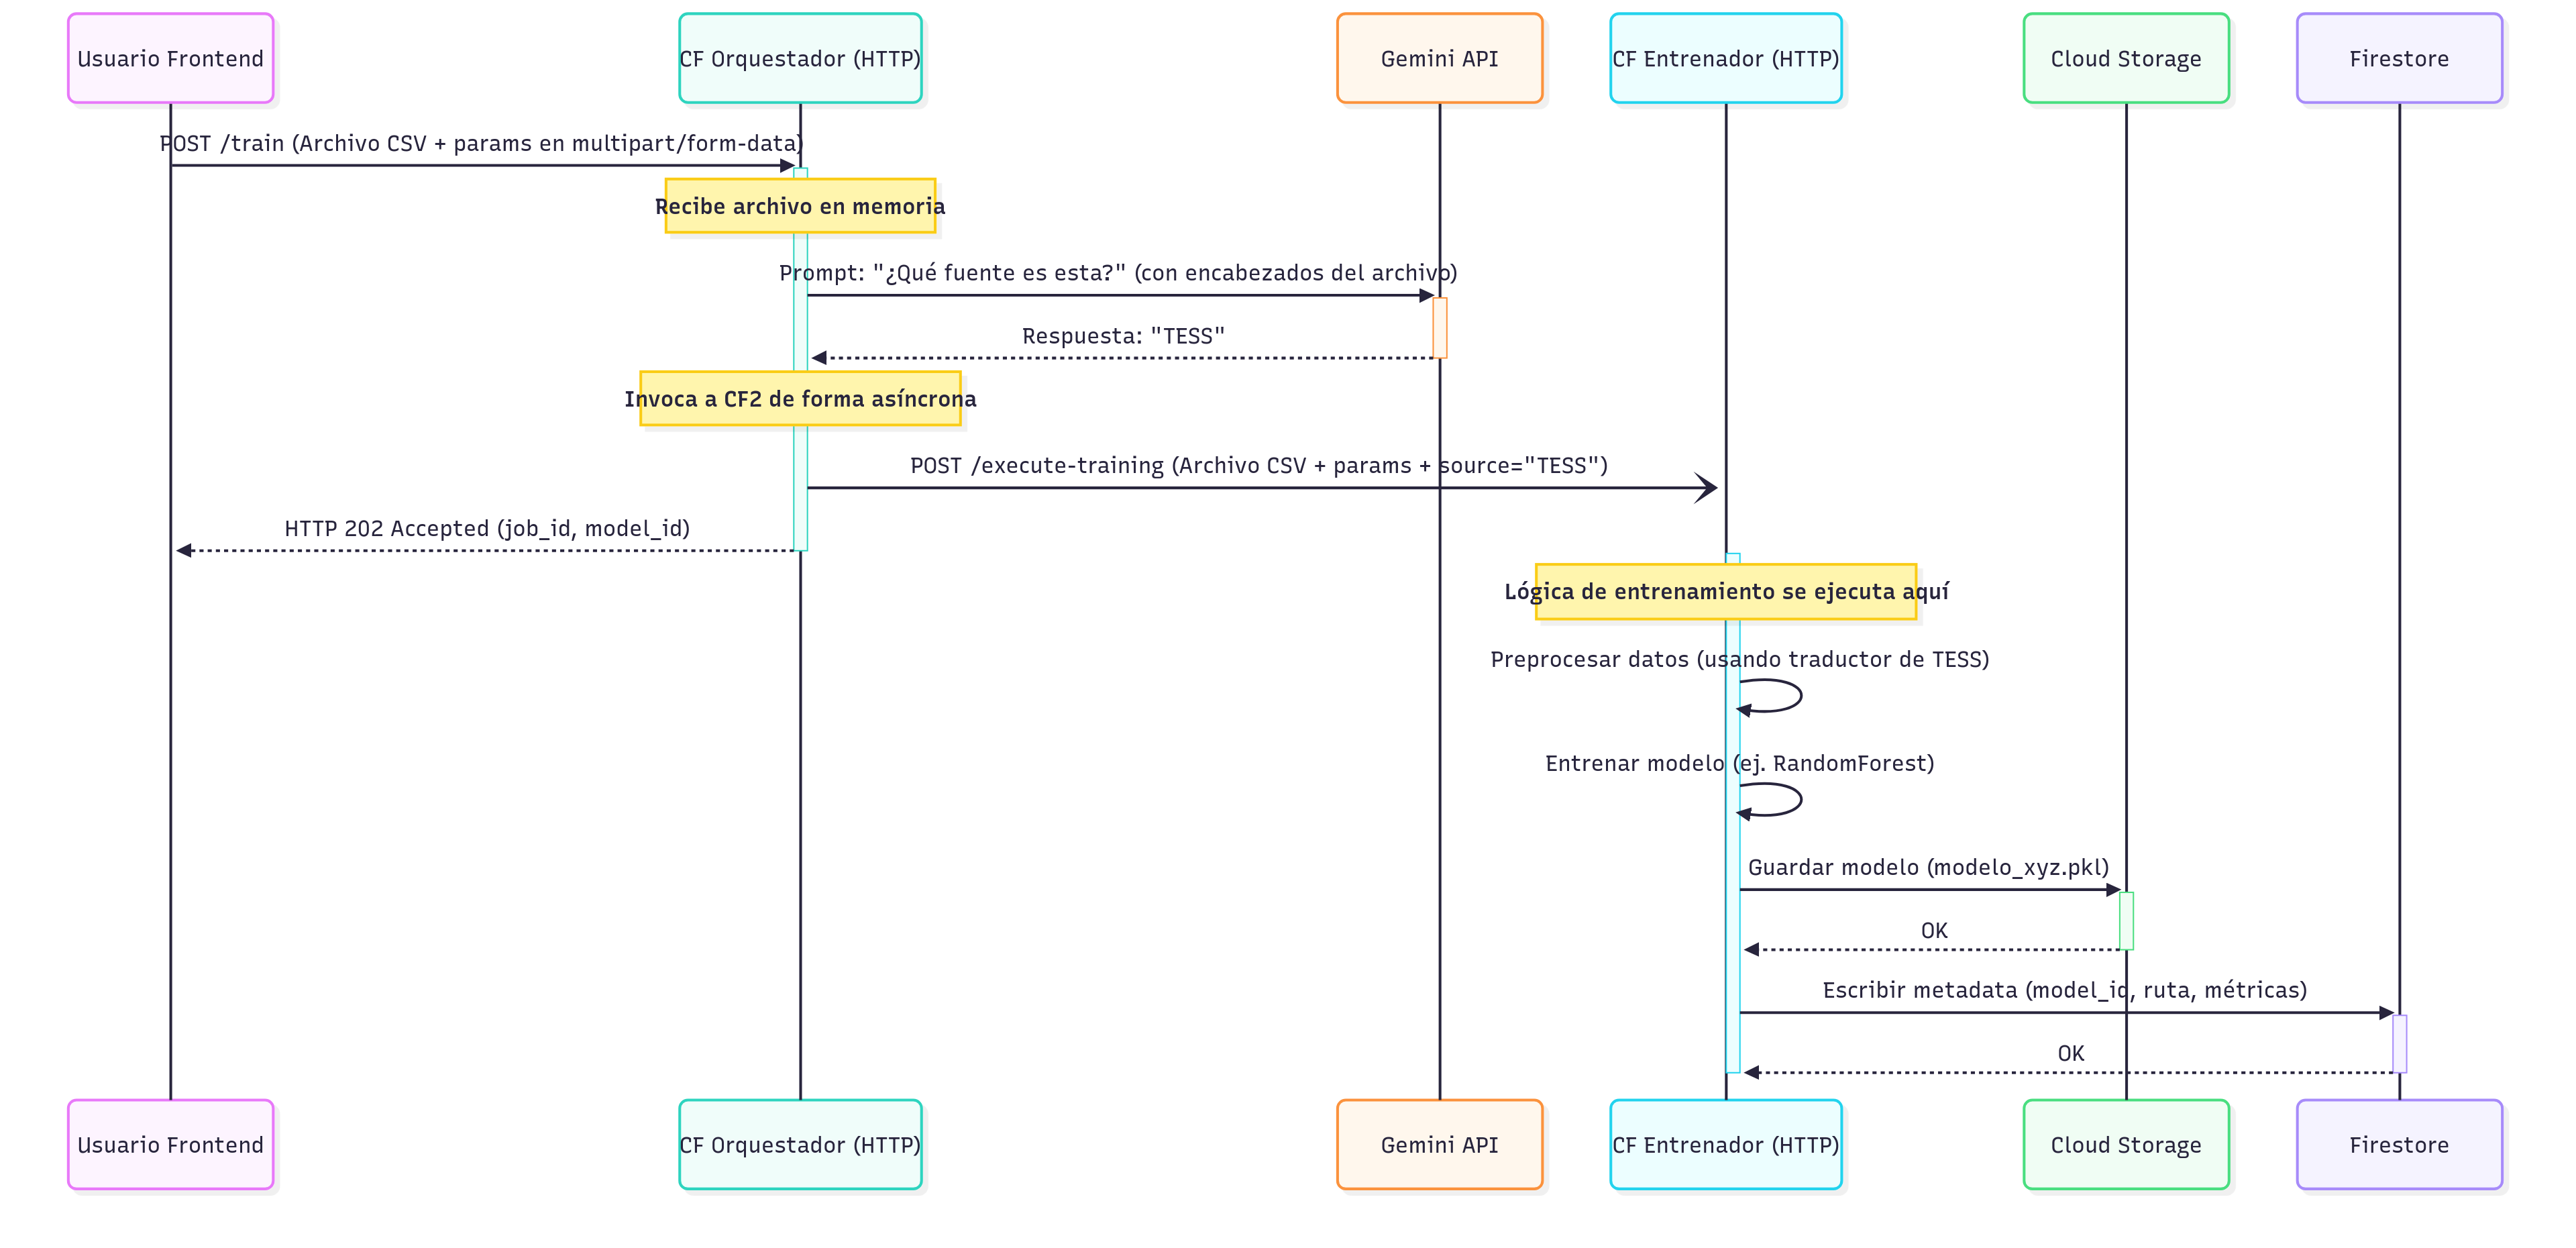 Usuario Frontend
CF Orquestador (HTTP)
Gemini API
CF Entrenador (HTTP)
Cloud Storage
Firestore
POST /train (Archivo CSV + params en multipart/form-data)
Recibe archivo en memoria
Prompt: "¿Qué fuente es esta?" (con encabezados del archivo)
Respuesta: "TESS"
Invoca a CF2 de forma asíncrona
POST /execute-training (Archivo CSV + params + source="TESS")
HTTP 202 Accepted (job_id, model_id)
Lógica de entrenamiento se ejecuta aquí
Preprocesar datos (usando traductor de TESS)
Entrenar modelo (ej. RandomForest)
Guardar modelo (modelo_xyz.pkl)
OK
Escribir metadata (model_id, ruta, métricas)
OK
Usuario Frontend
CF Orquestador (HTTP)
Gemini API
CF Entrenador (HTTP)
Cloud Storage
Firestore